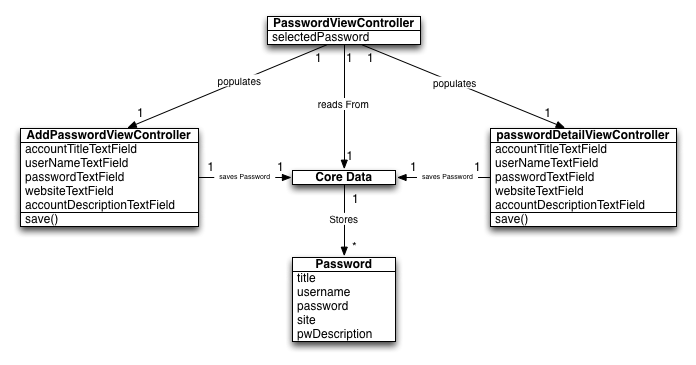 PasswordViewController
selectedPassword
1
1
1
populates
populates
reads From
1
1
1
AddPasswordViewController
accountTitleTextField
userNameTextField
passwordTextField
websiteTextField
accountDescriptionTextField
save()
1
saves Password
1
Core Data
1
saves Password
1
passwordDetailViewController
accountTitleTextField
userNameTextField
passwordTextField
websiteTextField
accountDescriptionTextField
save()
1
Stores
*
Password
title
username
password
site
pwDescription